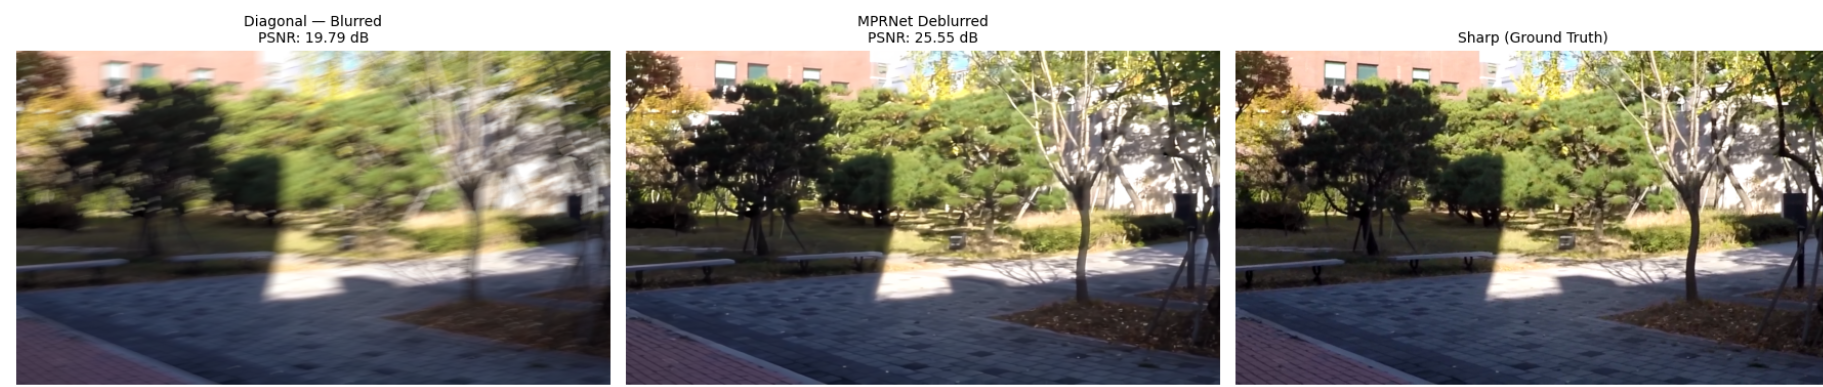 Diagonal — Blurred
PSNR: 19.79 dB
MPRNet Deblurred
PSNR: 25.55 dB
Sharp (Ground Truth)